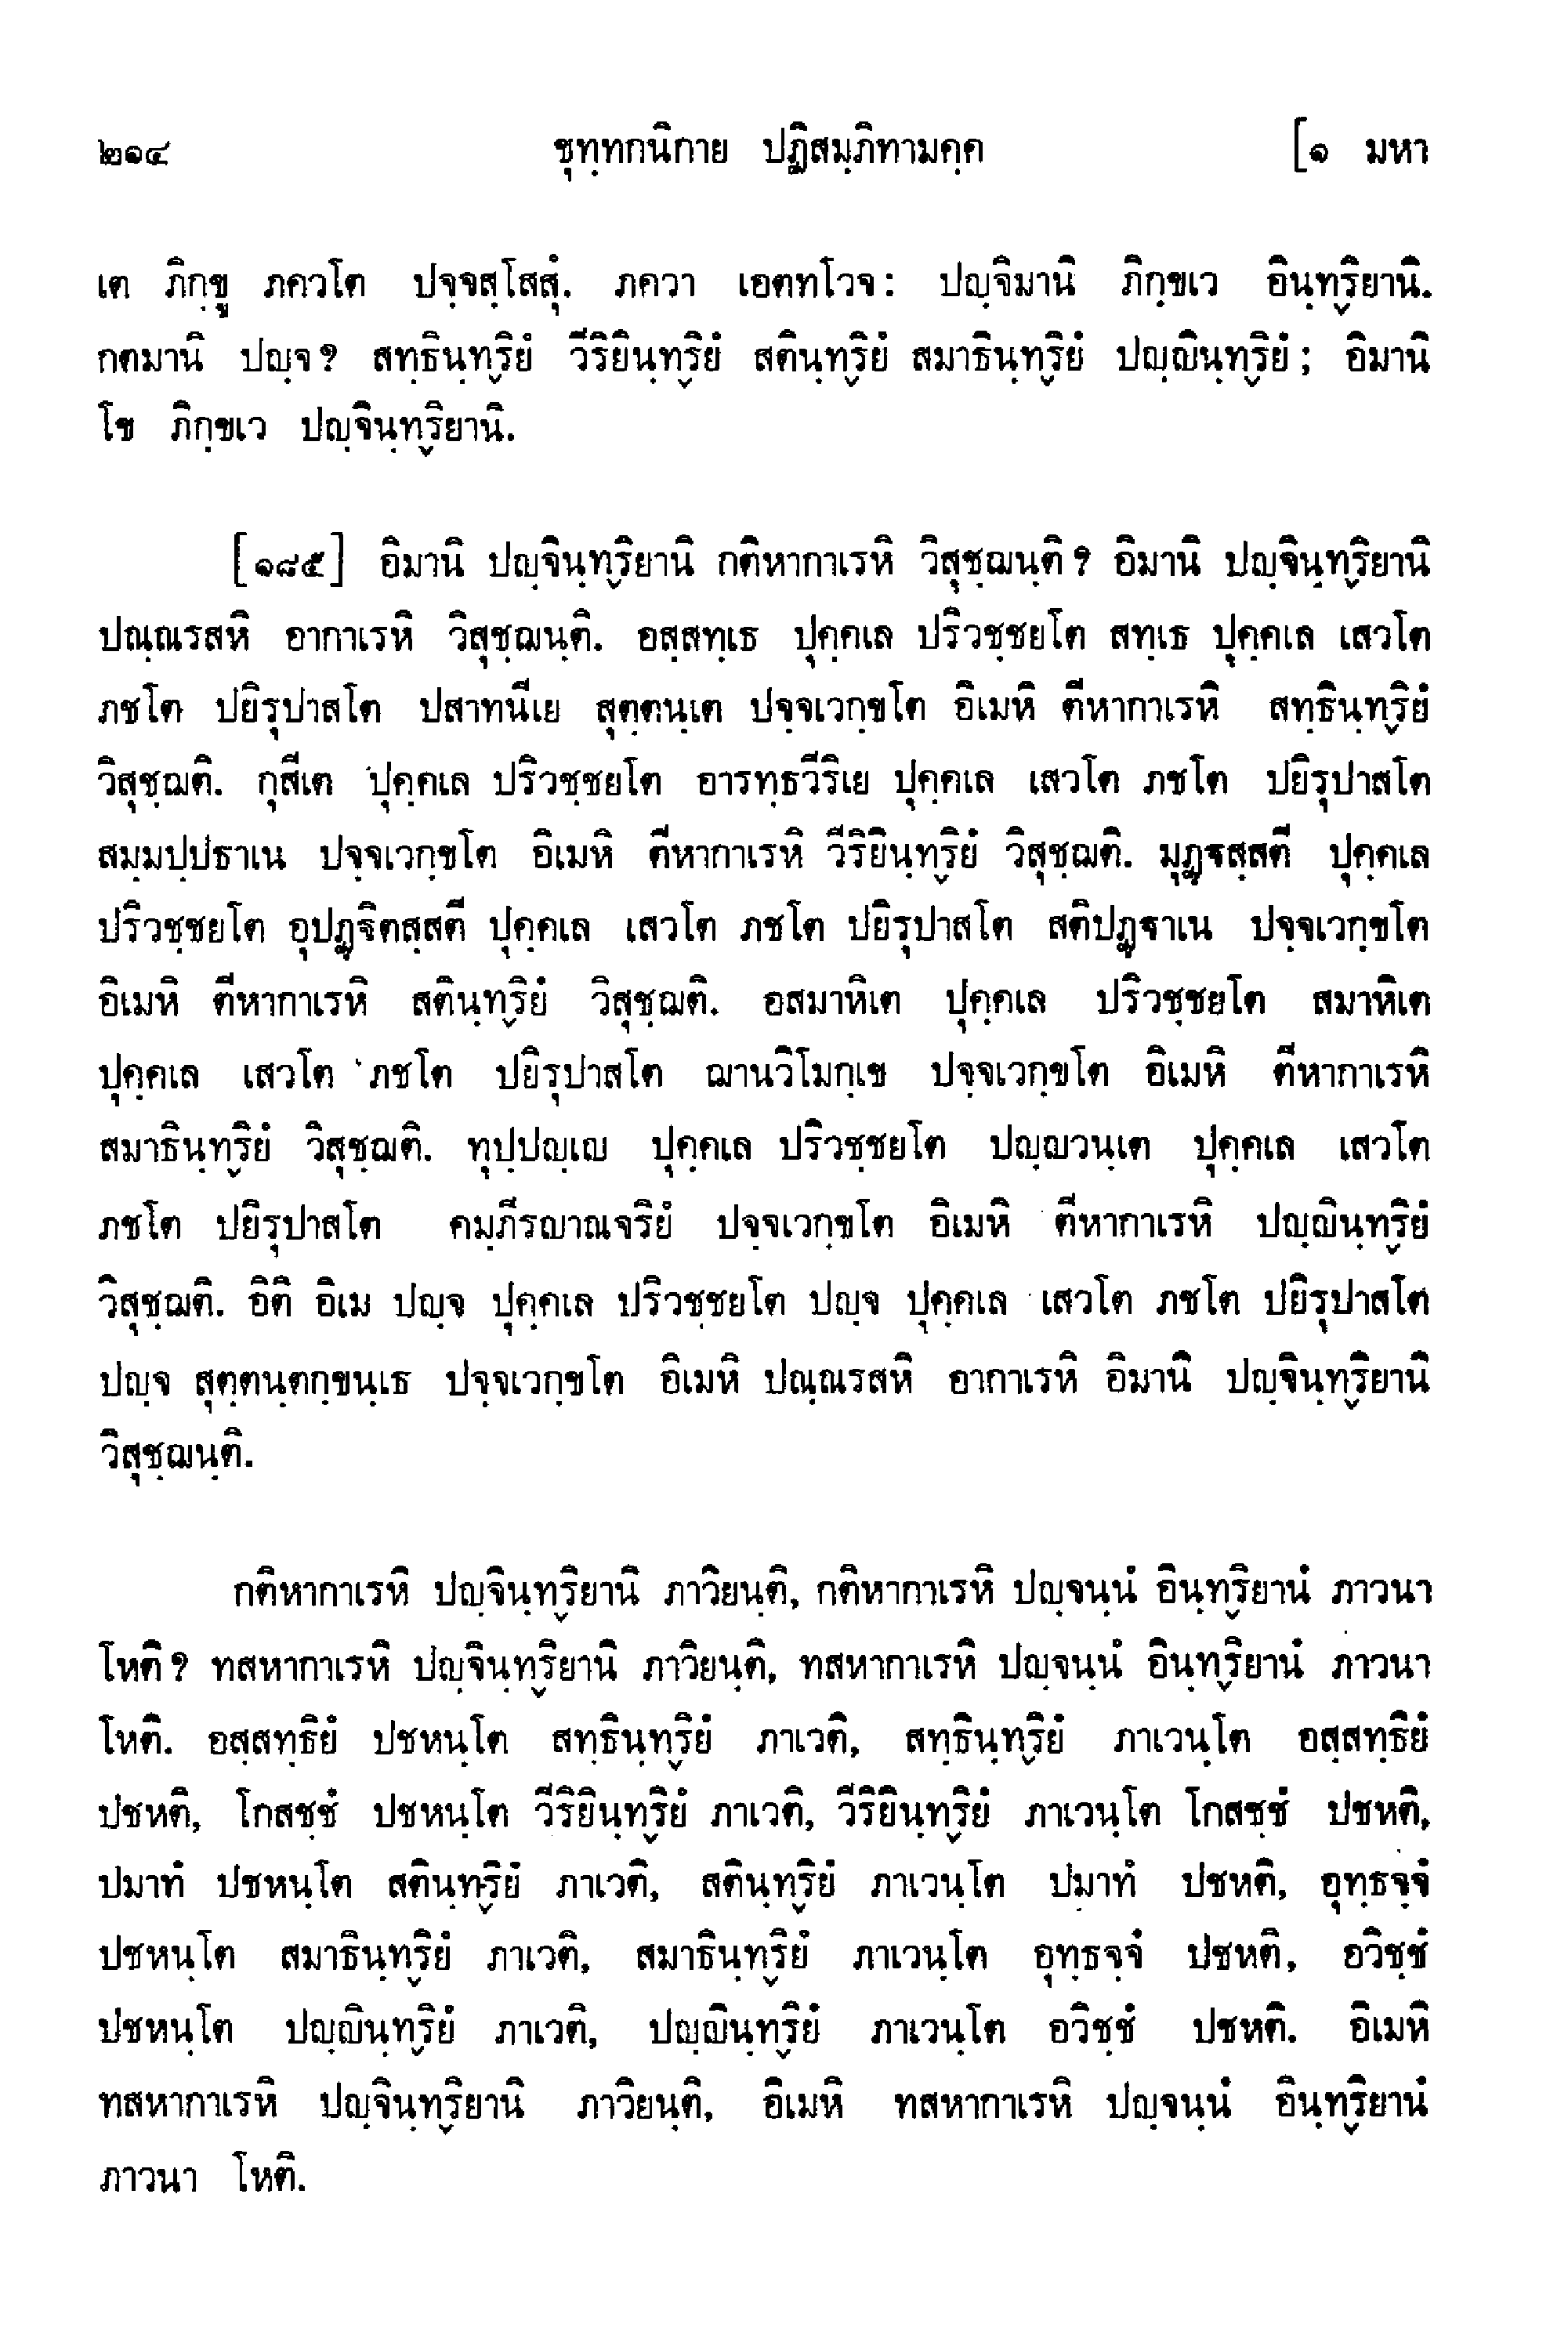 ๒๑๔ ขุทฺทกนิกาย ปฏิสมฺภิทามคฺค [๑ มหา
เต ภิกฺขู ภควโต ปจฺจสฺโสสุํ. ภควา เอตทโวจ: ปญฺจิมานิ ภิกฺขเว อินฺทฺริยานิ.
กตมานิ ปญฺจ? สทฺธินฺทฺริยํ วีริยินฺทฺริยํ สตินฺทฺริยํ สมาธินฺทฺริยํ ปญฺญินฺทฺริยํ; อิมานิ
โข ภิกฺขเว ปญฺจินฺทฺริยานิ.
[๑๘๕] อิมานิ ปญฺจินฺทฺริยานิ กติหากาเรหิ วิสุชฺฌนฺติ? อิมานิ ปญฺจินฺทฺริยานิ
ปณฺณรสหิ อากาเรหิ วิสุชฺฌนฺติ. อสฺสทฺเธ ปุคฺคเล ปริวชฺชยโต สทฺเธ ปุคฺคเล เสวโต
ภชโต ปยิรุปาสโต ปสาทนีเย สุตฺตนฺเต ปจฺจเวกฺขโต อิเมหิ ตีหากาเรหิ สทฺธินฺทฺริยํ
วิสุชฺฌติ. กุสีเต ปุคฺคเล ปริวชฺชยโต อารทฺธวีริเย ปุคฺคเล เสวโต ภชโต ปยิรุปาสโต
สมฺมปฺปธาเน ปจฺจเวกฺขโต อิเมหิ ตีหากาเรหิ วีริยินฺทฺริยํ วิสุชฺฌติ. มุฏฺฐสฺสตี ปุคฺคเล
ปริวชฺชยโต อุปฏฺฐิตสฺสตี ปุคฺคเล เสวโต ภชโต ปยิรุปาสโต สติปฏฺฐาเน ปจฺจเวกฺขโต
อิเมหิ ตีหากาเรหิ สตินฺทฺริยํ วิสุชฺฌติ. อสมาหิเต ปุคฺคเล ปริวชฺชยโต สมาหิเต
ปุคฺคเล เสวโต ภชโต ปยิรุปาสโต ฌานวิโมกฺเข ปจฺจเวกฺขโต อิเมหิ ตีหากาเรหิ
สมาธินฺทฺริยํ วิสุชฺฌติ. ทุปฺปญฺเญ ปุคฺคเล ปริวชฺชยโต ปญฺญวนฺเต ปุคฺคเล เสวโต
ภชโต ปยิรุปาสโต คมฺภีรญาณจริยํ ปจฺจเวกฺขโต อิเมหิ ตีหากาเรหิ ปญฺญินฺทฺริยํ
วิสุชฺฌติ. อิติ อิเม ปญฺจ ปุคฺคเล ปริวชฺชยโต ปญฺจ ปุคฺคเล เสวโต ภชโต ปยิรุปาสโต
ปญฺจ สุตฺตนฺตกฺขนฺเธ ปจฺจเวกฺขโต อิเมหิ ปณฺณรสหิ อากาเรหิ อิมานิ ปญฺจินฺทฺริยานิ
วิสุชฺฌนฺติ.
กติหากาเรหิ ปญฺจินฺทฺริยานิ ภาวิยนฺติ, กติหากาเรหิ ปญฺจนฺนํ อินฺทฺริยานํ ภาวนา
โหติ? ทสหากาเรหิ ปญฺจินฺทฺริยานิ ภาวิยนฺติ, ทสหากาเรหิ ปญฺจนฺนํ อินฺทฺริยานํ ภาวนา
โหติ. อสฺสทฺธิยํ ปชหนฺโต สทฺธินฺทฺริยํ ภาเวติ, สทฺธินฺทฺริยํ ภาเวนฺโต อสฺสทฺธิยํ
ปชหติ, โกสชฺชํ ปชหนฺโต วีริยินฺทฺริยํ ภาเวติ, วีริยินฺทฺริยํ ภาเวนฺโต โกสชฺชํ ปชหติ,
ปมาทํ ปชหนฺโต สตินฺทฺริยํ ภาเวติ, สตินฺทฺริยํ ภาเวนฺโต ปมาทํ ปชหติ, อุทฺธจฺจํ
ปชหนฺโต สมาธินฺทฺริยํ ภาเวติ, สมาธินฺทฺริยํ ภาเวนฺโต อุทฺธจฺจํ ปชหติ, อวิชฺชํ
ปชหนฺโต ปญฺญินฺทฺริยํ ภาเวติ, ปญฺญินฺทฺริยํ ภาเวนฺโต อวิชฺชํ ปชหติ. อิเมหิ
ทสหากาเรหิ ปญฺจินฺทฺริยานิ ภาวิยนฺติ, อิเมหิ ทสหากาเรหิ ปญฺจนฺนํ อินฺทฺริยานํ
ภาวนา โหติ.